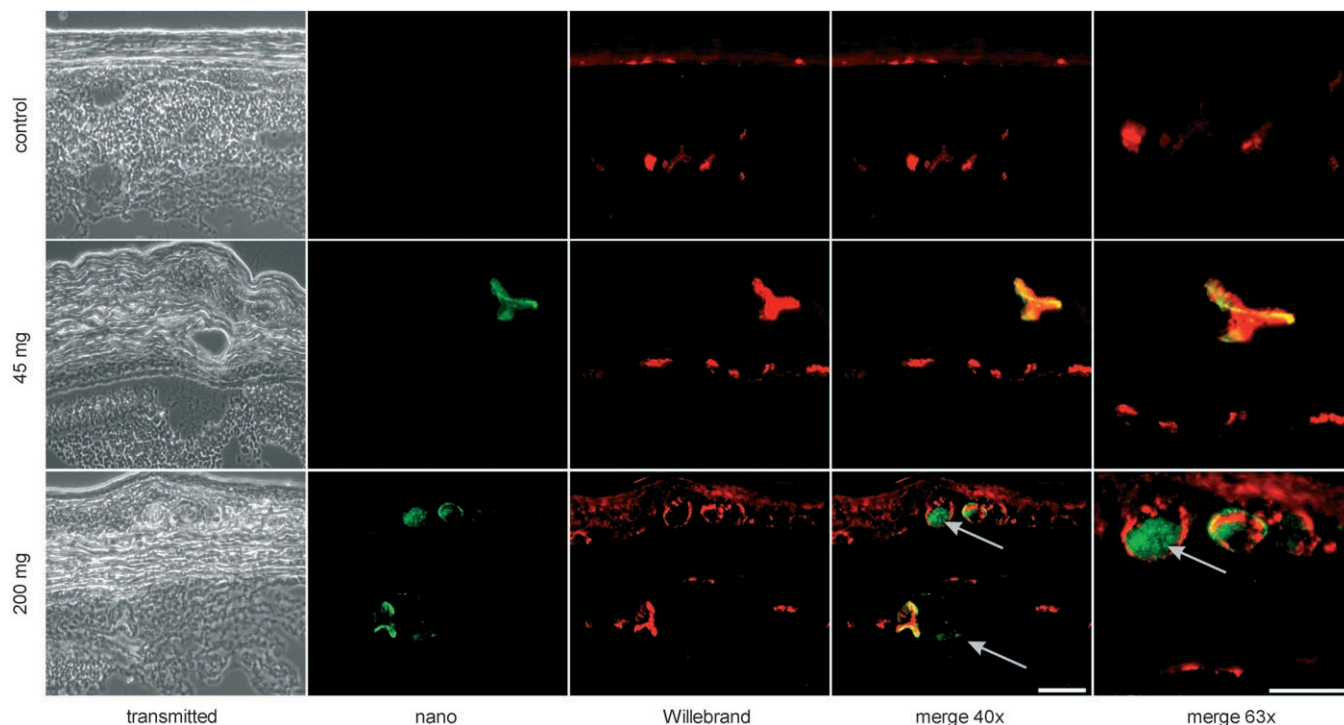 control
45 mg
200 mg
transmitted nano Willebrand merge 40x merge 63x